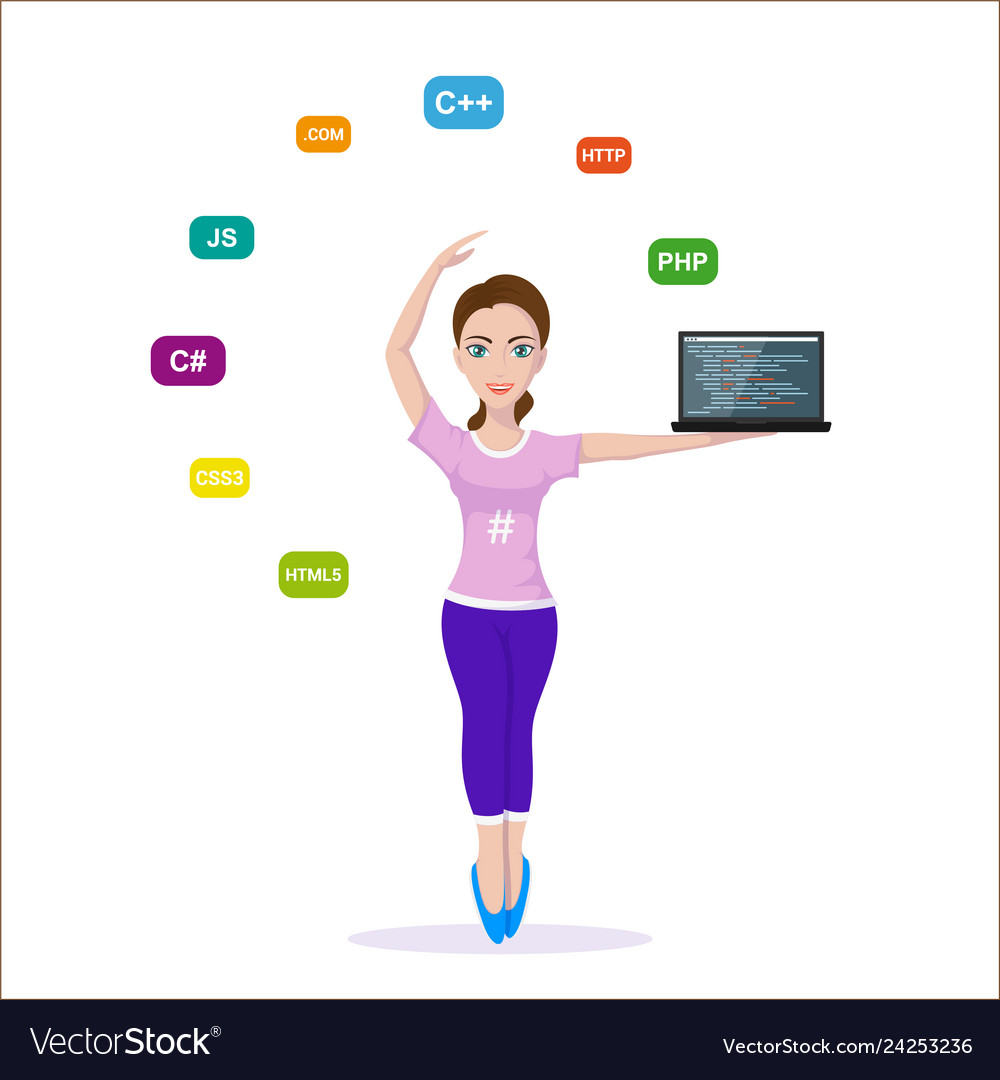 C++
.COM
HTTP
JS
PHP
C#
CSS3
#
HTML5
VectorStock®
VectorStock.com/24253236